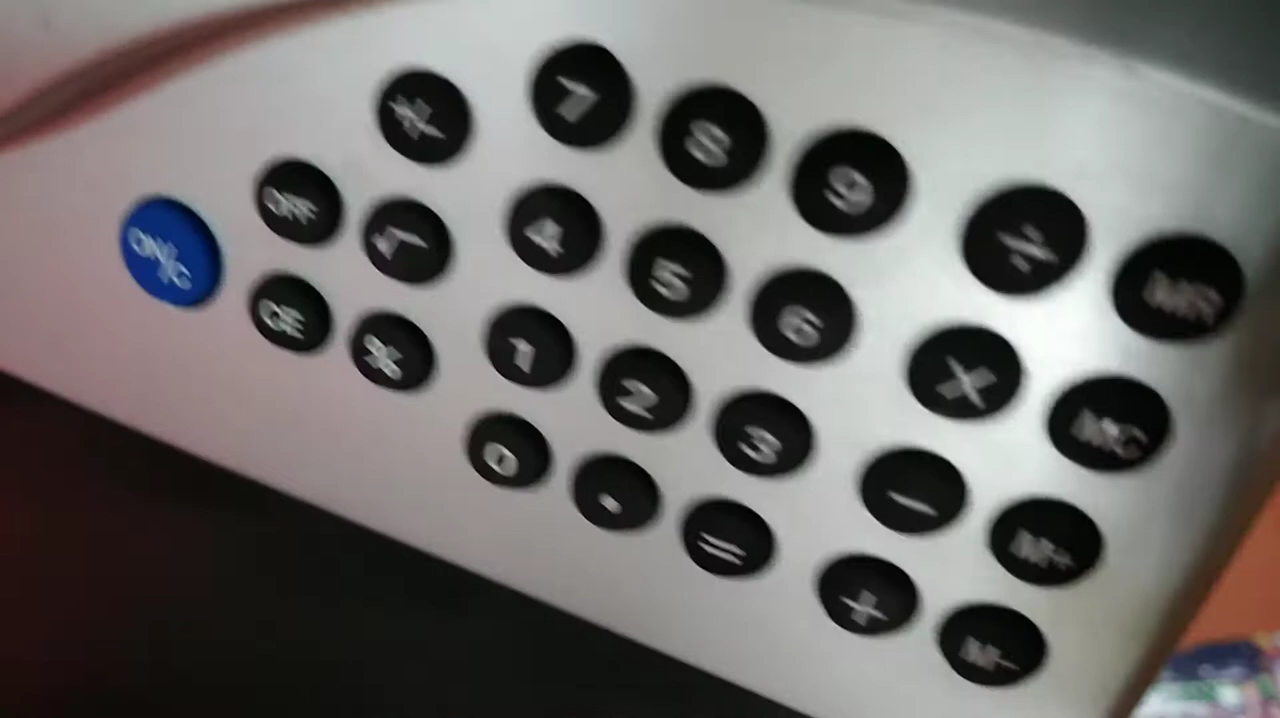 +/- 7 8 9 ÷ MR
OFF √ 4 5 6 × MC
ON/C CE % 1 2 3 − M+
0 . = + M−